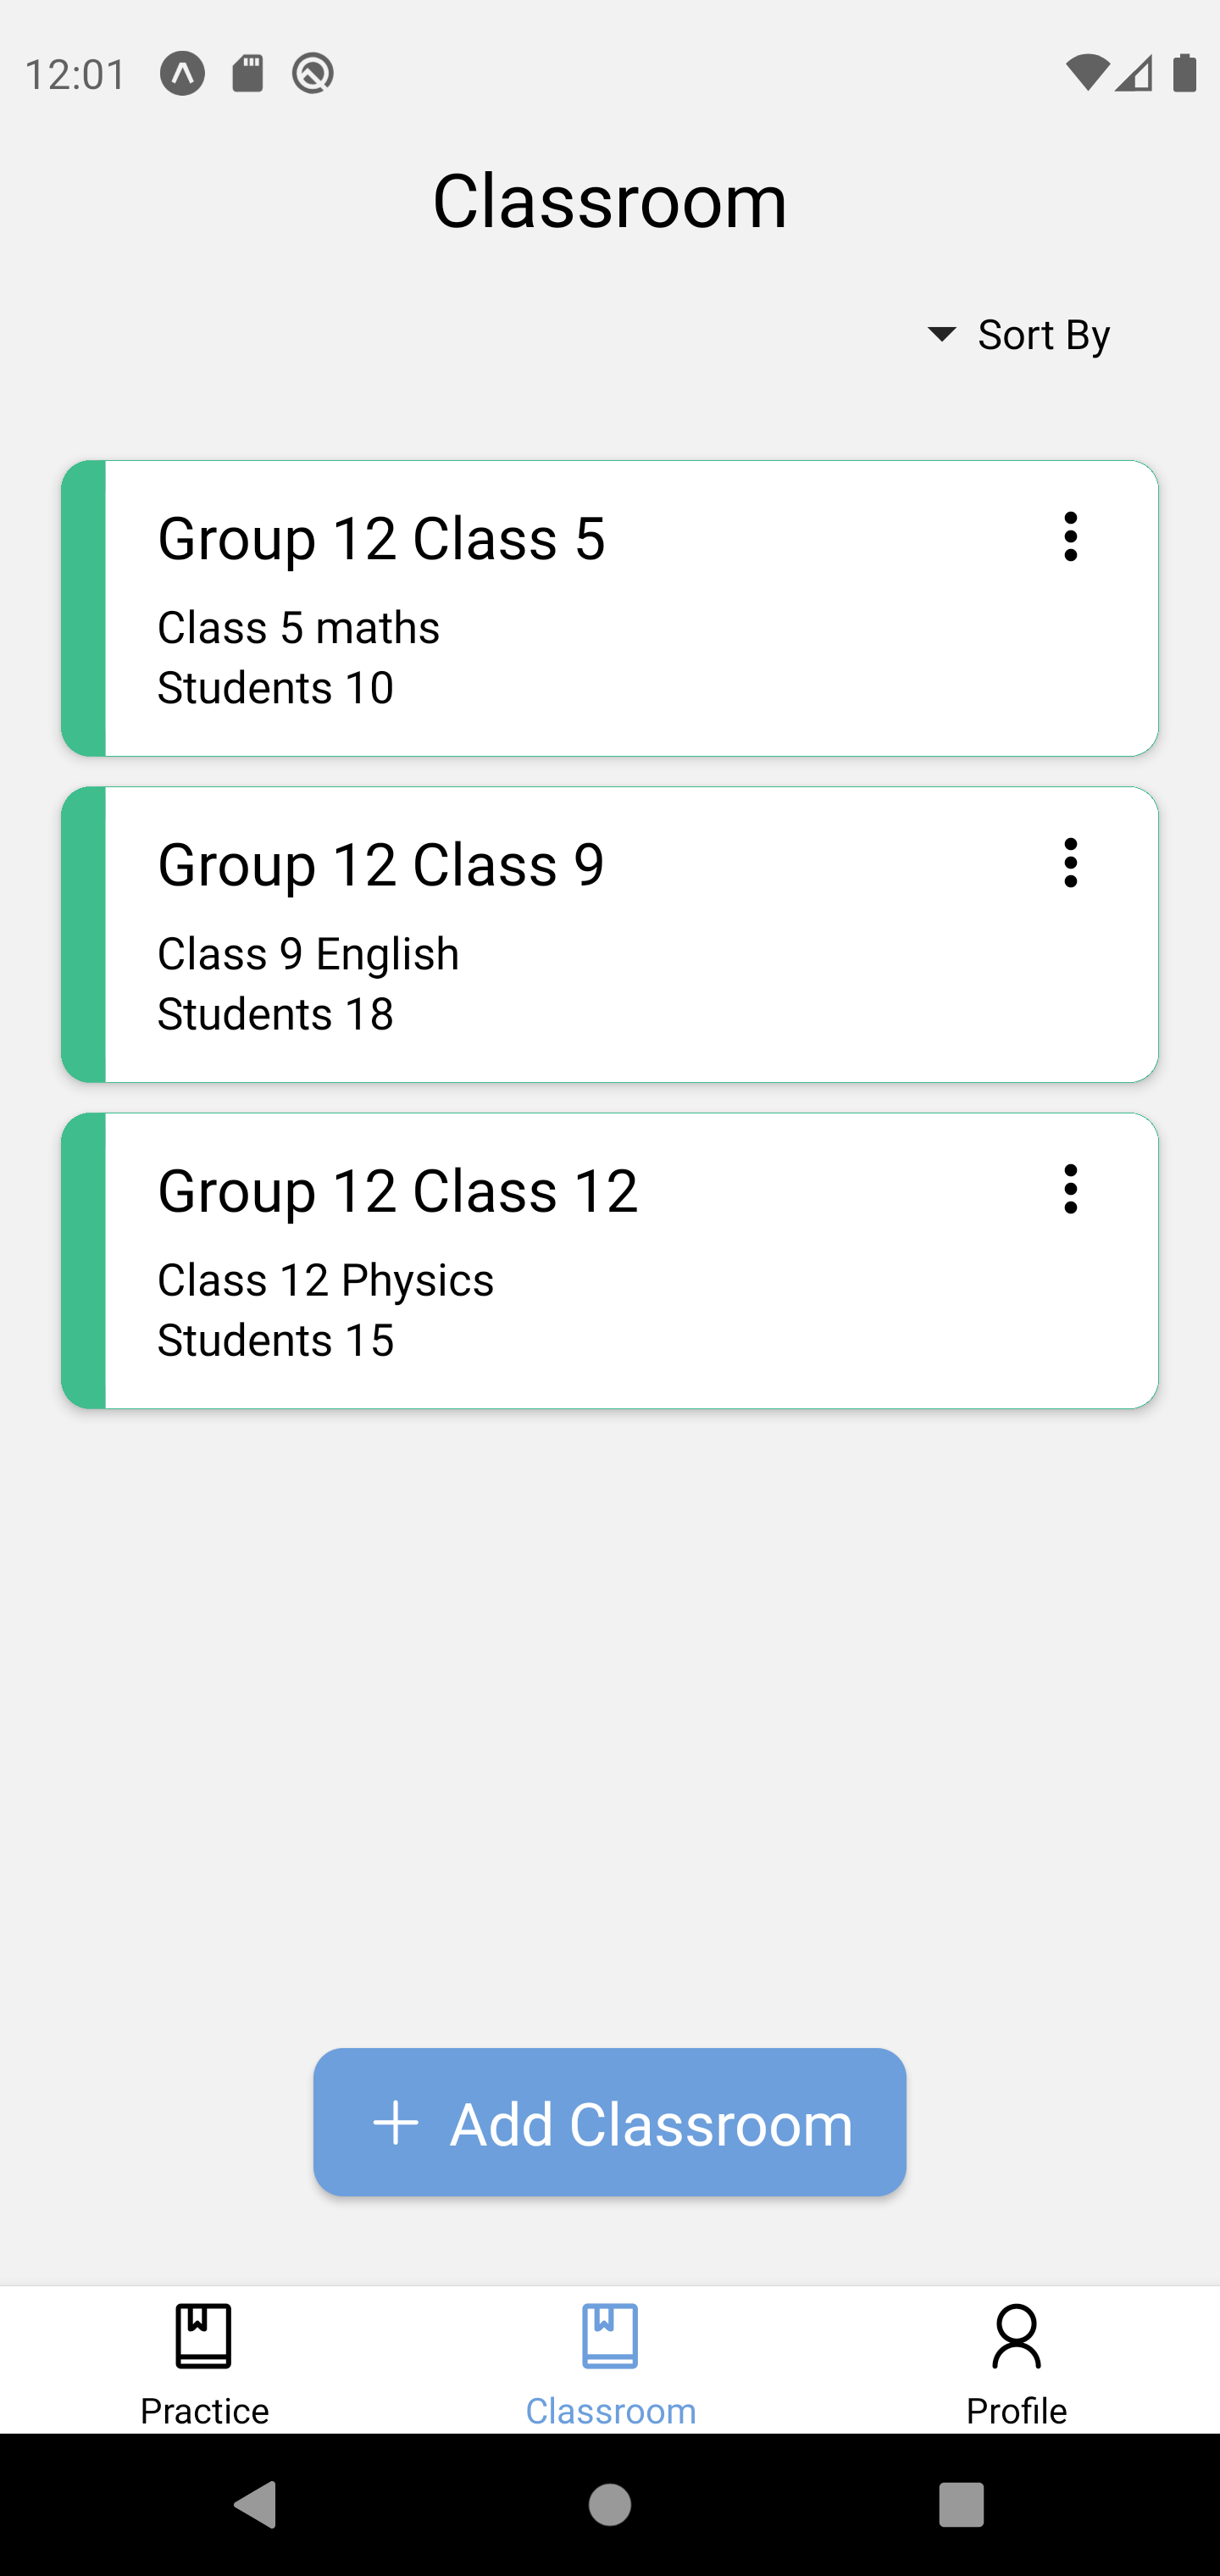 12:01
Classroom
Sort By
Group 12 Class 5
Class 5 maths
Students 10
Group 12 Class 9
Class 9 English
Students 18
Group 12 Class 12
Class 12 Physics
Students 15
Add Classroom
Practice
Classroom
Profile